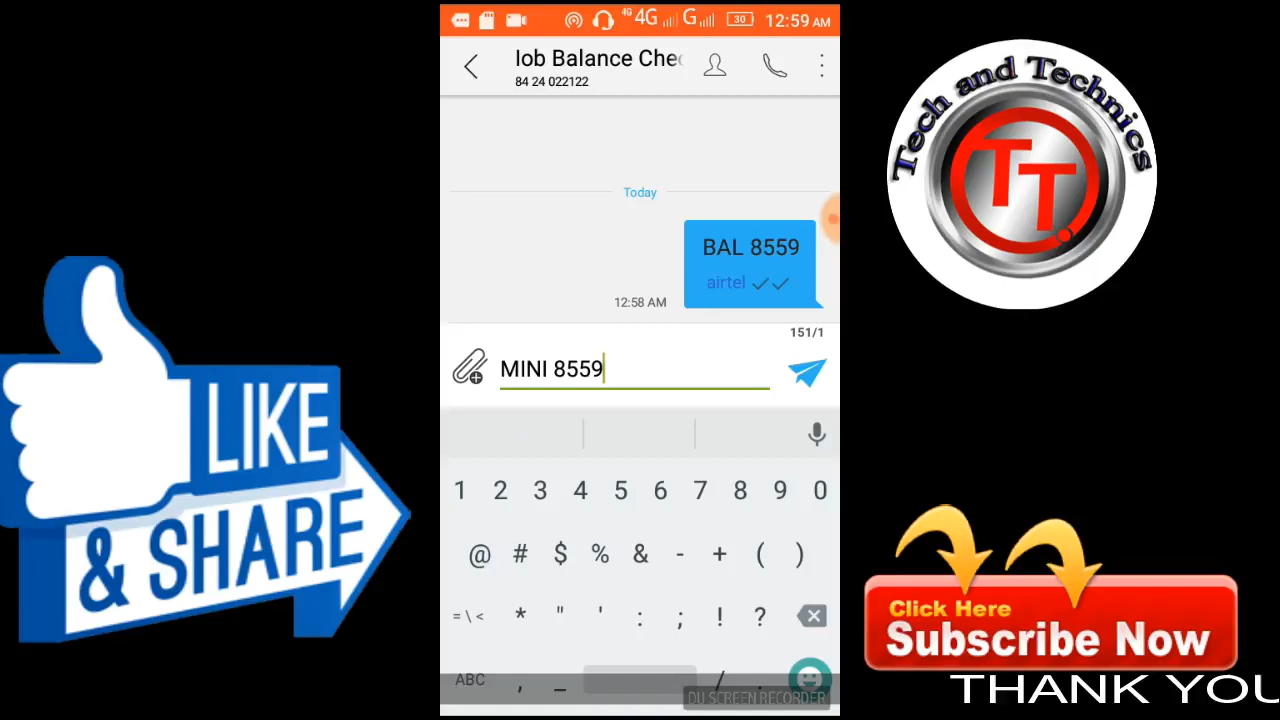 4G 4G G 30 12:59 AM
Iob Balance Chec
84 24 022122
Today
BAL 8559
airtel
12:58 AM
151/1
MINI 8559
1 2 3 4 5 6 7 8 9 0
@ # $ % & - + ( )
= \ < * " ' : ; ! ?
ABC , _ / .
DU SCREEN RECORDER
LIKE
& SHARE
Tech and Technics
TT
Click Here
Subscribe Now
THANK YOU